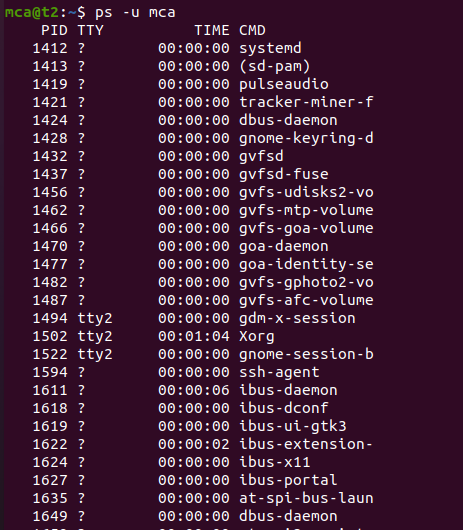 mca@t2:~$ ps -u mca
PID TTY TIME CMD
1412 ? 00:00:00 systemd
1413 ? 00:00:00 (sd-pam)
1419 ? 00:00:00 pulseaudio
1421 ? 00:00:00 tracker-miner-f
1424 ? 00:00:00 dbus-daemon
1428 ? 00:00:00 gnome-keyring-d
1432 ? 00:00:00 gvfsd
1437 ? 00:00:00 gvfsd-fuse
1456 ? 00:00:00 gvfs-udisks2-vo
1462 ? 00:00:00 gvfs-mtp-volume
1466 ? 00:00:00 gvfs-goa-volume
1470 ? 00:00:00 goa-daemon
1477 ? 00:00:00 goa-identity-se
1482 ? 00:00:00 gvfs-gphoto2-vo
1487 ? 00:00:00 gvfs-afc-volume
1494 tty2 00:00:00 gdm-x-session
1502 tty2 00:01:04 Xorg
1522 tty2 00:00:00 gnome-session-b
1594 ? 00:00:00 ssh-agent
1611 ? 00:00:06 ibus-daemon
1618 ? 00:00:00 ibus-dconf
1619 ? 00:00:00 ibus-ui-gtk3
1622 ? 00:00:02 ibus-extension-
1624 ? 00:00:00 ibus-x11
1627 ? 00:00:00 ibus-portal
1635 ? 00:00:00 at-spi-bus-laun
1649 ? 00:00:00 dbus-daemon